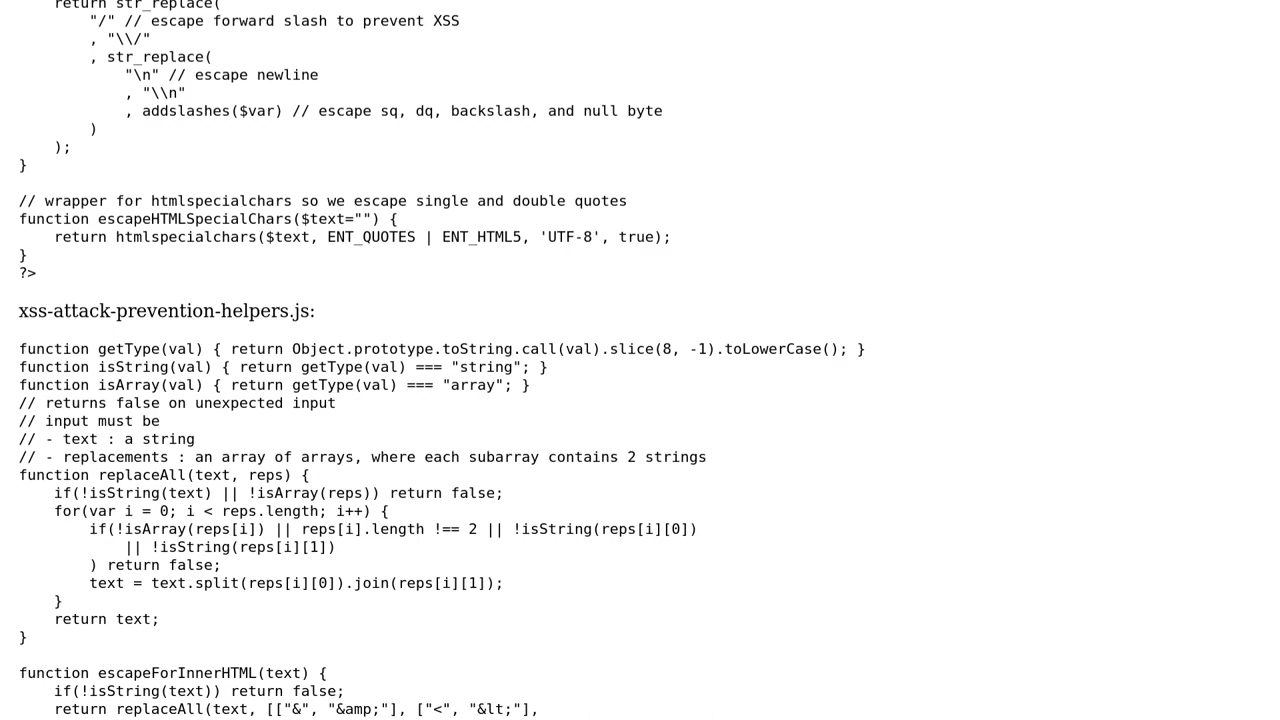 return str_replace(
        "/" // escape forward slash to prevent XSS
        , "\\/"
        , str_replace(
            "\n" // escape newline
            , "\\n"
            , addslashes($var) // escape sq, dq, backslash, and null byte
        )
    );
}

// wrapper for htmlspecialchars so we escape single and double quotes
function escapeHTMLSpecialChars($text="") {
    return htmlspecialchars($text, ENT_QUOTES | ENT_HTML5, 'UTF-8', true);
}
?>

xss-attack-prevention-helpers.js:

function getType(val) { return Object.prototype.toString.call(val).slice(8, -1).toLowerCase(); }
function isString(val) { return getType(val) === "string"; }
function isArray(val) { return getType(val) === "array"; }
// returns false on unexpected input
// input must be
// - text : a string
// - replacements : an array of arrays, where each subarray contains 2 strings
function replaceAll(text, reps) {
    if(!isString(text) || !isArray(reps)) return false;
    for(var i = 0; i < reps.length; i++) {
        if(!isArray(reps[i]) || reps[i].length !== 2 || !isString(reps[i][0])
            || !isString(reps[i][1])
        ) return false;
        text = text.split(reps[i][0]).join(reps[i][1]);
    }
    return text;
}

function escapeForInnerHTML(text) {
    if(!isString(text)) return false;
    return replaceAll(text, [["&", "&amp;"], ["<", "&lt;"],